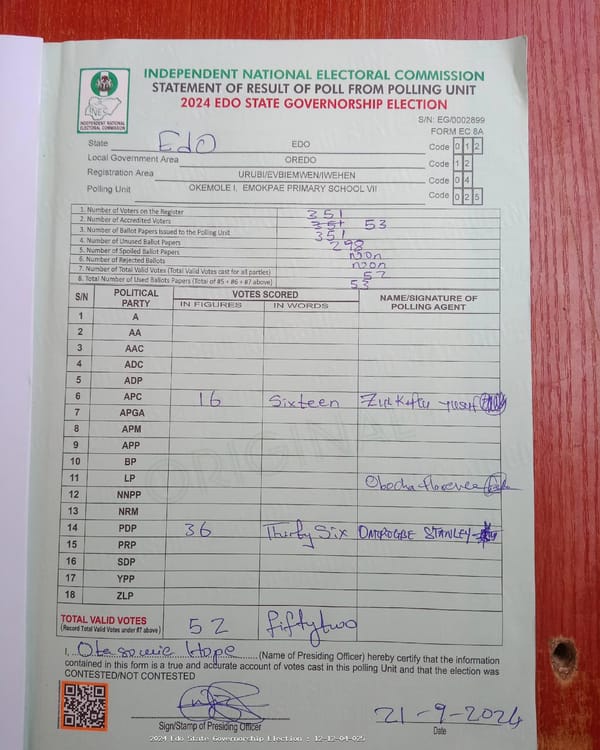 INDEPENDENT NATIONAL ELECTORAL COMMISSION
STATEMENT OF RESULT OF POLL FROM POLLING UNIT
2024 EDO STATE GOVERNORSHIP ELECTION
INEC
INDEPENDENT NATIONAL
ELECTORAL COMMISSION
S/N: EG/0002899
FORM EC 8A
State Edo EDO Code 0 1 2
Local Government Area OREDO Code 1 2
Registration Area URUBI/EVBIEMWEN/IWEHEN Code 0 4
Polling Unit OKEMOLE I, EMOKPAE PRIMARY SCHOOL VII Code 0 2 5
1. Number of Voters on the Register 351
2. Number of Accredited Voters 351 53
3. Number of Ballot Papers Issued to the Polling Unit 351
4. Number of Unused Ballot Papers 298
5. Number of Spoiled Ballot Papers noon
6. Number of Rejected Ballots noon
7. Number of Total Valid Votes (Total Valid Votes cast for all parties) 52
8. Total Number of Used Ballots Papers (Total of #5 + #6 + #7 above) 53
S/N POLITICAL PARTY VOTES SCORED NAME/SIGNATURE OF POLLING AGENT
IN FIGURES IN WORDS
1 A
2 AA
3 AAC
4 ADC
5 ADP
6 APC 16 Sixteen
7 APGA
8 APM
9 APP
10 BP
11 LP Florence
12 NNPP
13 NRM
14 PDP 36 Thirty Six STANLEY
15 PRP
16 SDP
17 YPP
18 ZLP
ORIGINAL
TOTAL VALID VOTES 52 fifty two
(Record Total Valid Votes under #7 above)
I, Hope (Name of Presiding Officer) hereby certify that the information
contained in this form is a true and accurate account of votes cast in this polling Unit and that the election was
CONTESTED/NOT CONTESTED
Sign/Stamp of Presiding Officer
21-9-2024
Date
2024 Edo State Governorship Election : 12-12-04-025